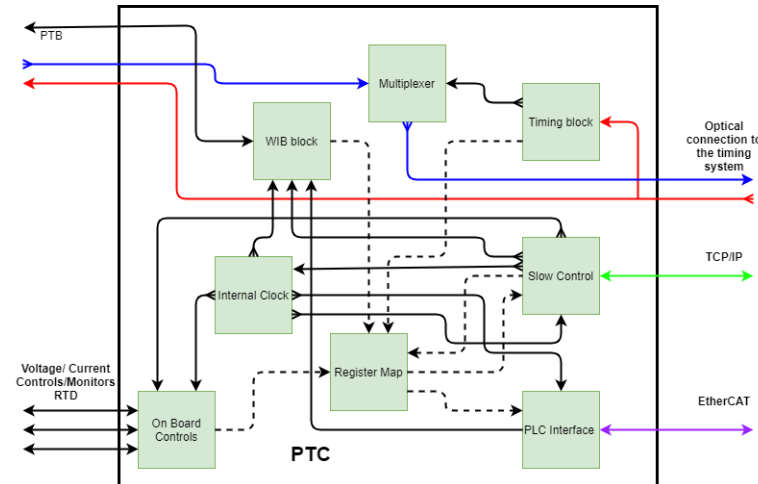 PTB
Multiplexer
Timing block
WIB block
Optical
connection to
the timing
system
TCP/IP
Slow Control
Internal Clock
Voltage/ Current
Controls/Monitors
RTD
Register Map
EtherCAT
On Board
Controls
PLC Interface
PTC